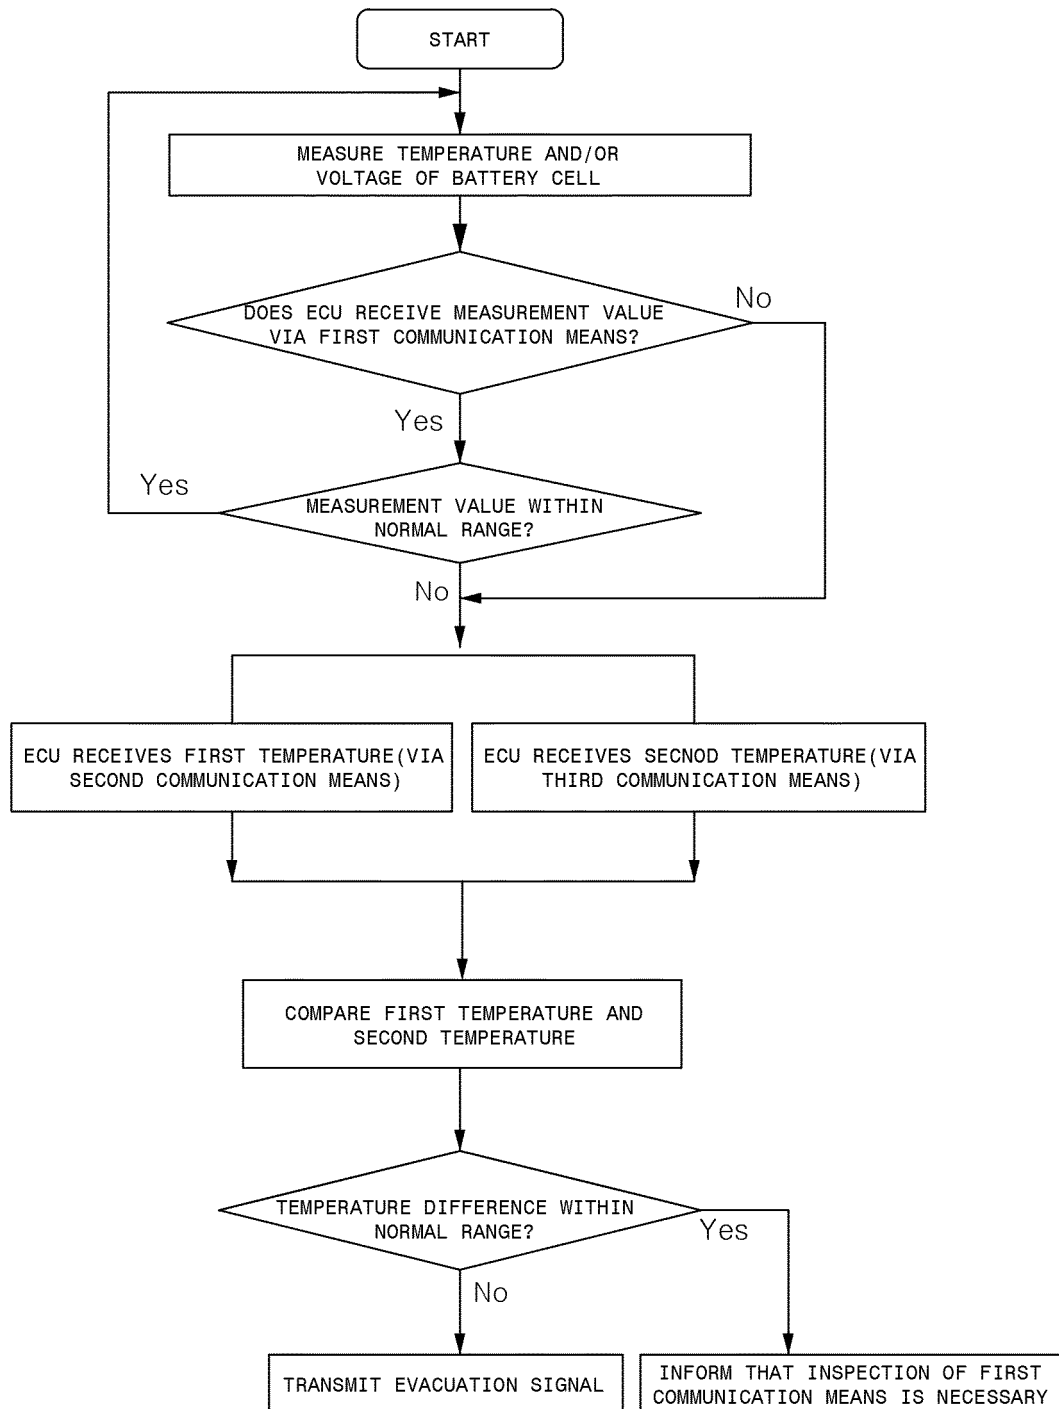 START
MEASURE TEMPERATURE AND/OR
VOLTAGE OF BATTERY CELL
DOES ECU RECEIVE MEASUREMENT VALUE
VIA FIRST COMMUNICATION MEANS?
No
Yes
Yes
MEASUREMENT VALUE WITHIN
NORMAL RANGE?
No
ECU RECEIVES FIRST TEMPERATURE(VIA
SECOND COMMUNICATION MEANS)
ECU RECEIVES SECNOD TEMPERATURE(VIA
THIRD COMMUNICATION MEANS)
COMPARE FIRST TEMPERATURE AND
SECOND TEMPERATURE
TEMPERATURE DIFFERENCE WITHIN
NORMAL RANGE?
Yes
No
TRANSMIT EVACUATION SIGNAL
INFORM THAT INSPECTION OF FIRST
COMMUNICATION MEANS IS NECESSARY